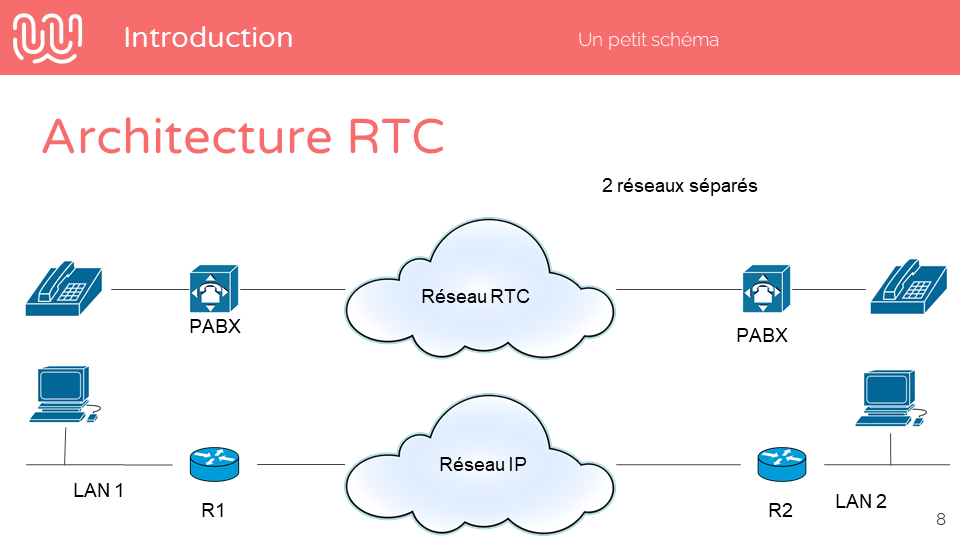 Introduction
Un petit schéma
Architecture RTC
2 réseaux séparés
Réseau RTC
PABX
PABX
Réseau IP
LAN 1
R1
R2
LAN 2
8